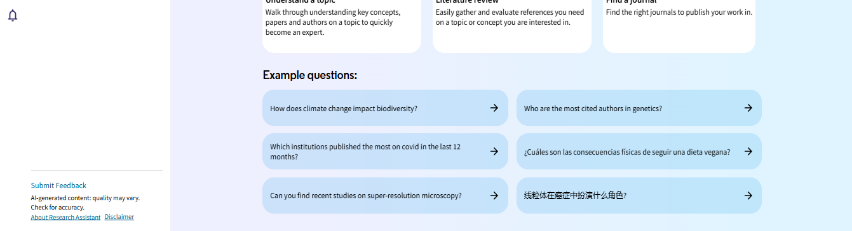 Understand a topic
Walk through understanding key concepts,
papers and authors on a topic to quickly
become an expert.
Literature review
Easily gather and evaluate references you need
on a topic or concept you are interested in.
Find a journal
Find the right journals to publish your work in.
Example questions:
How does climate change impact biodiversity?
Who are the most cited authors in genetics?
Which institutions published the most on covid in the last 12
months?
¿Cuáles son las consecuencias físicas de seguir una dieta vegana?
Can you find recent studies on super-resolution microscopy?
线粒体在癌症中扮演什么角色?
Submit Feedback
AI-generated content: quality may vary.
Check for accuracy.
About Research Assistant Disclaimer